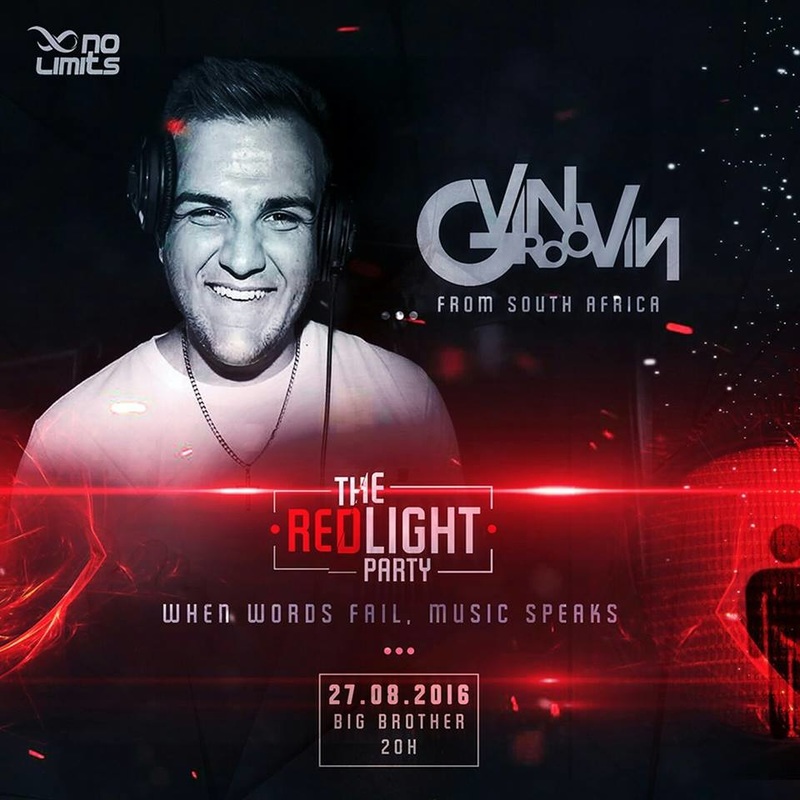 no
LIMITS
GVIN
GROOVIN
FROM SOUTH AFRICA
THE
REDLIGHT
PARTY
WHEN WORDS FAIL, MUSIC SPEAKS
27.08.2016
BIG BROTHER
20H